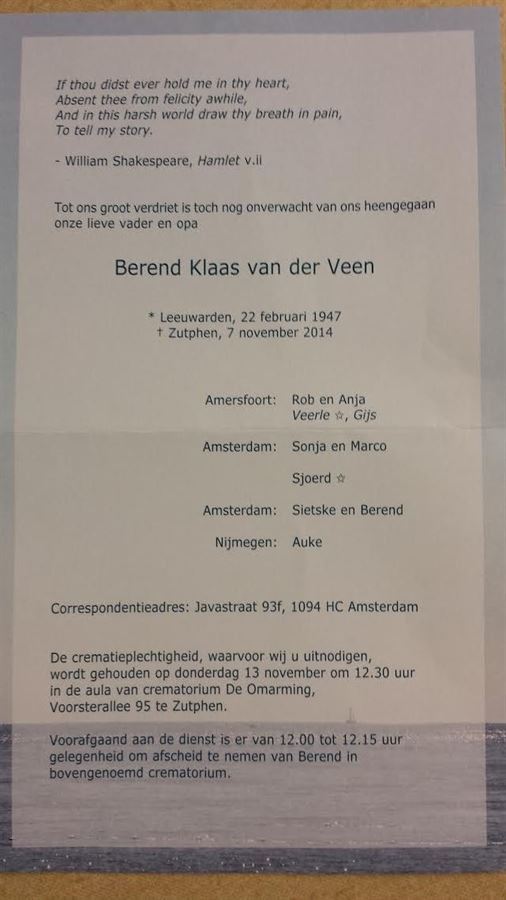 If thou didst ever hold me in thy heart,
Absent thee from felicity awhile,
And in this harsh world draw thy breath in pain,
To tell my story.
- William Shakespeare, Hamlet v.ii
Tot ons groot verdriet is toch nog onverwacht van ons heengegaan
onze lieve vader en opa
Berend Klaas van der Veen
* Leeuwarden, 22 februari 1947
† Zutphen, 7 november 2014
Amersfoort: Rob en Anja
Veerle ☆, Gijs
Amsterdam: Sonja en Marco
Sjoerd ☆
Amsterdam: Sietske en Berend
Nijmegen: Auke
Correspondentieadres: Javastraat 93f, 1094 HC Amsterdam
De crematieplechtigheid, waarvoor wij u uitnodigen,
wordt gehouden op donderdag 13 november om 12.30 uur
in de aula van crematorium De Omarming,
Voorsterallee 95 te Zutphen.
Voorafgaand aan de dienst is er van 12.00 tot 12.15 uur
gelegenheid om afscheid te nemen van Berend in
bovengenoemd crematorium.